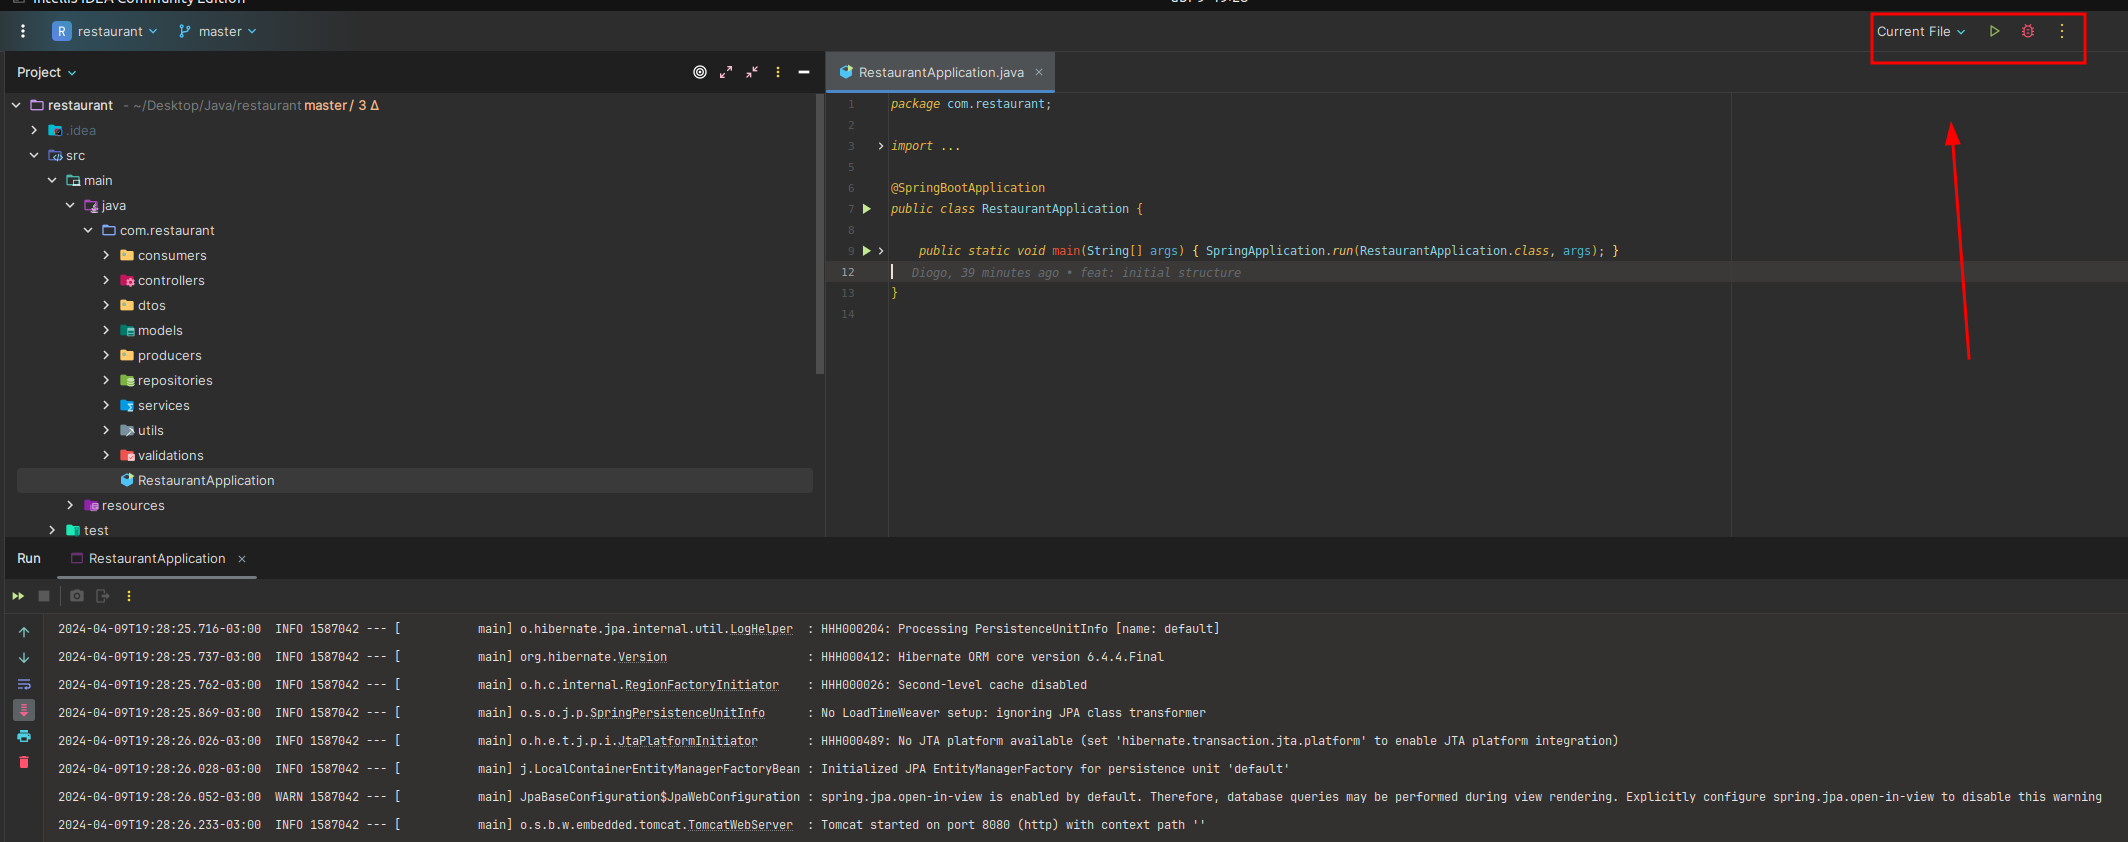 IntelliJ IDEA Community Edition
R restaurant master
Current File
Project
RestaurantApplication.java
restaurant - ~/Desktop/Java/restaurant master / 3 Δ
.idea
src
main
java
com.restaurant
consumers
controllers
dtos
models
producers
repositories
services
utils
validations
RestaurantApplication
resources
test
1 package com.restaurant;
2
3 import ...
5
6 @SpringBootApplication
7 public class RestaurantApplication {
8
9 public static void main(String[] args) { SpringApplication.run(RestaurantApplication.class, args); }
12 Diogo, 39 minutes ago • feat: initial structure
13 }
14
Run RestaurantApplication
2024-04-09T19:28:25.716-03:00 INFO 1587042 --- [ main] o.hibernate.jpa.internal.util.LogHelper : HHH000204: Processing PersistenceUnitInfo [name: default]
2024-04-09T19:28:25.737-03:00 INFO 1587042 --- [ main] org.hibernate.Version : HHH000412: Hibernate ORM core version 6.4.4.Final
2024-04-09T19:28:25.762-03:00 INFO 1587042 --- [ main] o.h.c.internal.RegionFactoryInitiator : HHH000026: Second-level cache disabled
2024-04-09T19:28:25.869-03:00 INFO 1587042 --- [ main] o.s.o.j.p.SpringPersistenceUnitInfo : No LoadTimeWeaver setup: ignoring JPA class transformer
2024-04-09T19:28:26.026-03:00 INFO 1587042 --- [ main] o.h.e.t.j.p.i.JtaPlatformInitiator : HHH000489: No JTA platform available (set 'hibernate.transaction.jta.platform' to enable JTA platform integration)
2024-04-09T19:28:26.028-03:00 INFO 1587042 --- [ main] j.LocalContainerEntityManagerFactoryBean : Initialized JPA EntityManagerFactory for persistence unit 'default'
2024-04-09T19:28:26.052-03:00 WARN 1587042 --- [ main] JpaBaseConfiguration$JpaWebConfiguration : spring.jpa.open-in-view is enabled by default. Therefore, database queries may be performed during view rendering. Explicitly configure spring.jpa.open-in-view to disable this warning
2024-04-09T19:28:26.233-03:00 INFO 1587042 --- [ main] o.s.b.w.embedded.tomcat.TomcatWebServer : Tomcat started on port 8080 (http) with context path ''